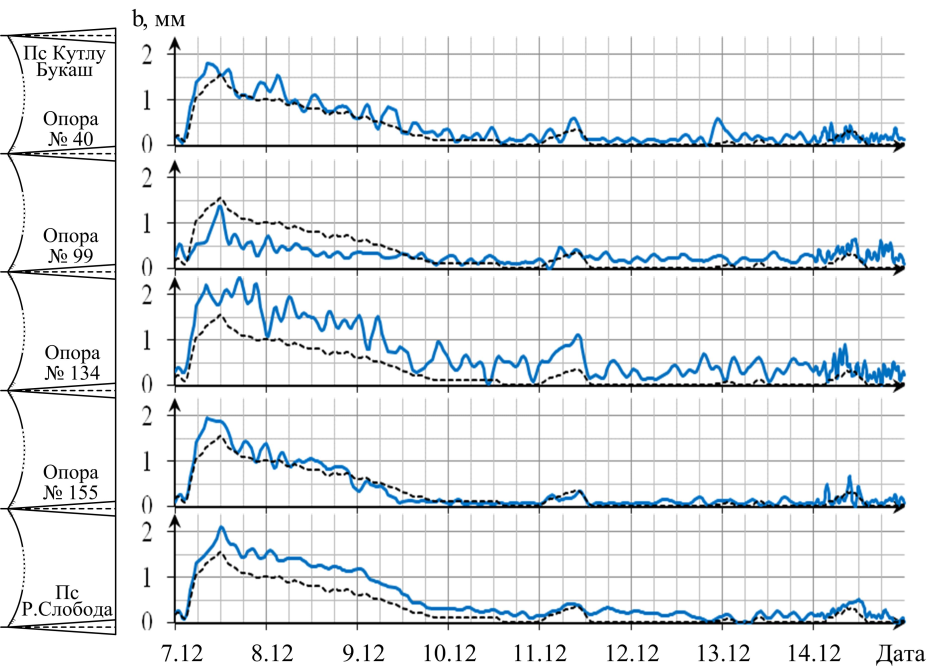 b, мм
Пс Кутлу
Букаш
Опора
№ 40
2
1
0
Опора
№ 99
2
1
0
Опора
№ 134
2
1
0
Опора
№ 155
2
1
0
Пс
Р.Слобода
2
1
0
7.12 8.12 9.12 10.12 11.12 12.12 13.12 14.12 Дата